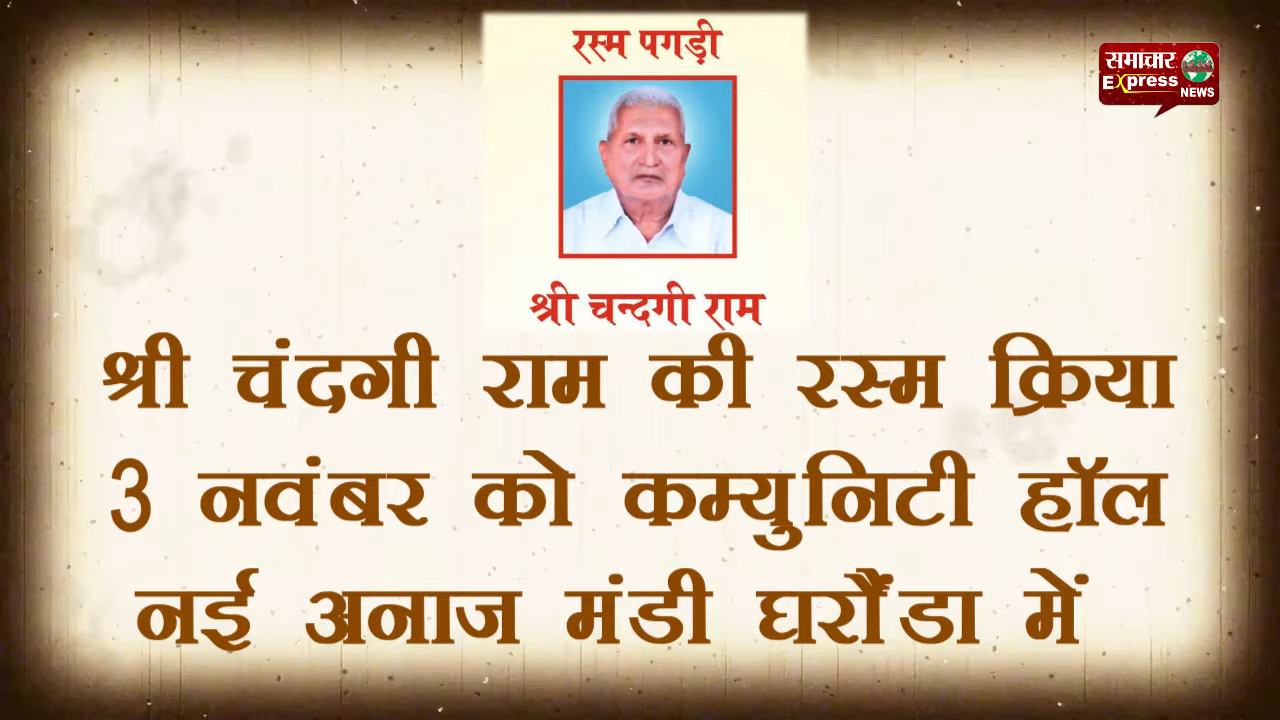 रस्म पगड़ी
समाचार
Express
NEWS
श्री चन्दगी राम
श्री चंदगी राम की रस्म क्रिया
3 नवंबर को कम्युनिटी हॉल
नई अनाज मंडी घरौंडा में